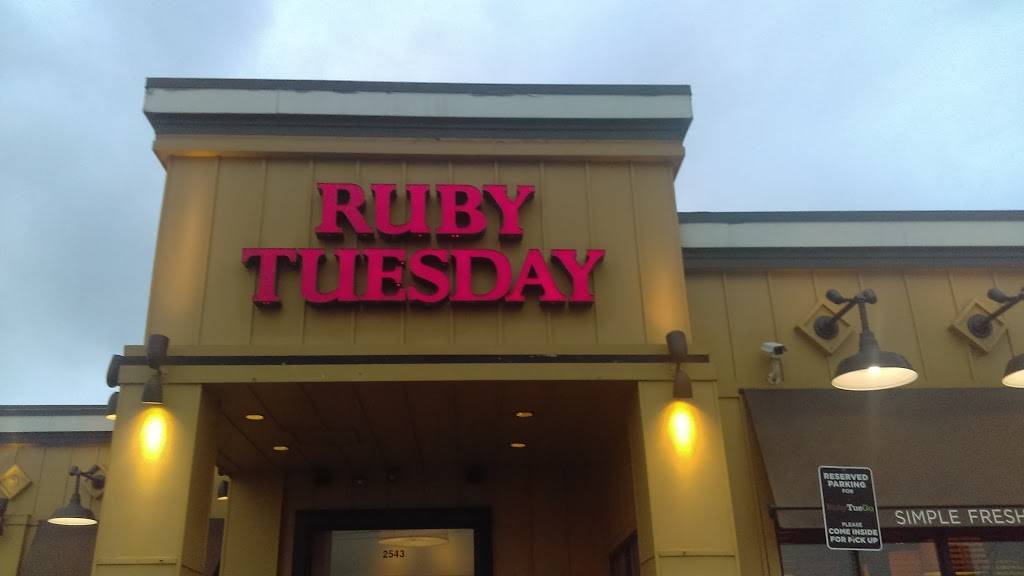 RUBY
TUESDAY
2543
RESERVED
PARKING
FOR
RubyTueGo
PLEASE
COME INSIDE
FOR PICK UP
SIMPLE FRESH